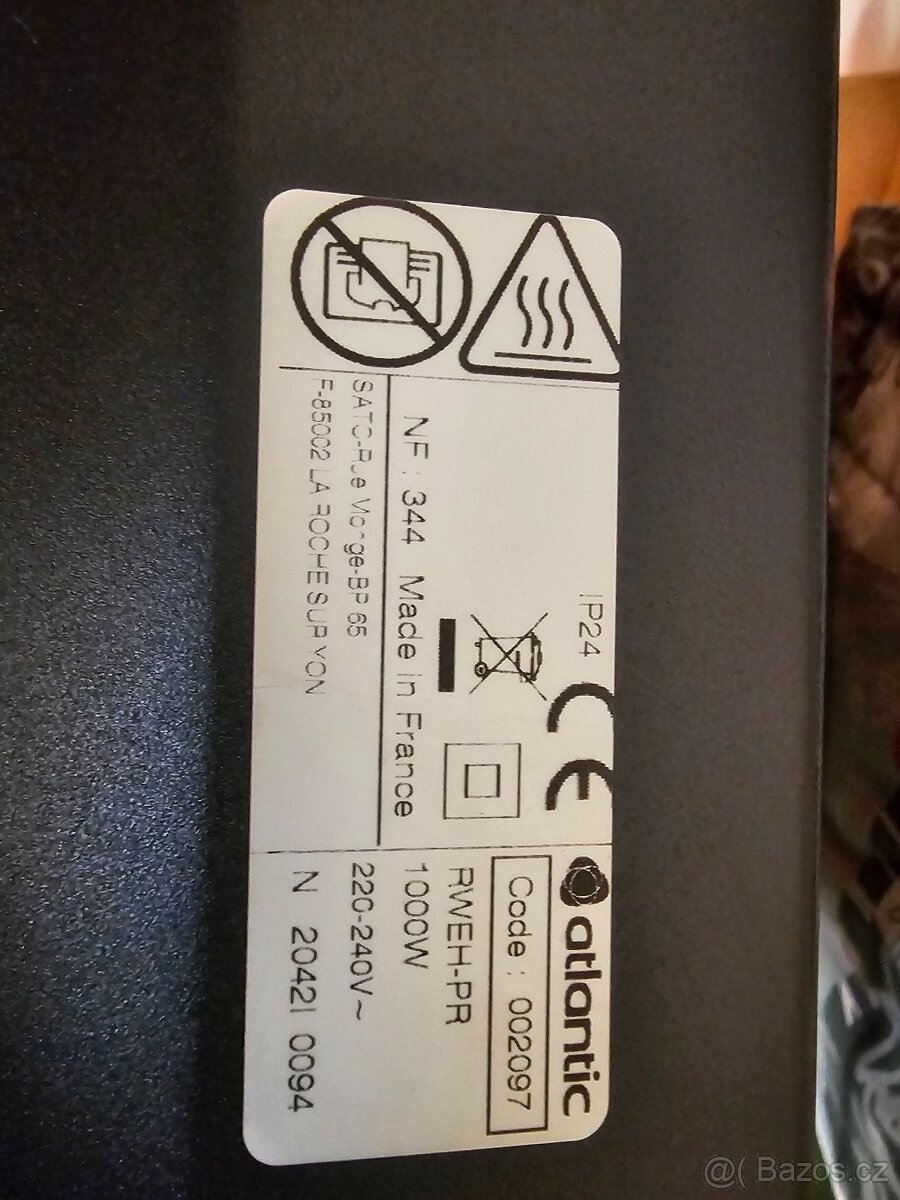 IP24 CE
NF : 344 Made in France
SATC-Rue Monge-BP 65
F-85002 LA ROCHE SUR YON
atlantic
Code : 002097
RWEH-PR
1000W
220-240V~
N 20421 0094
@( Bazos.cz